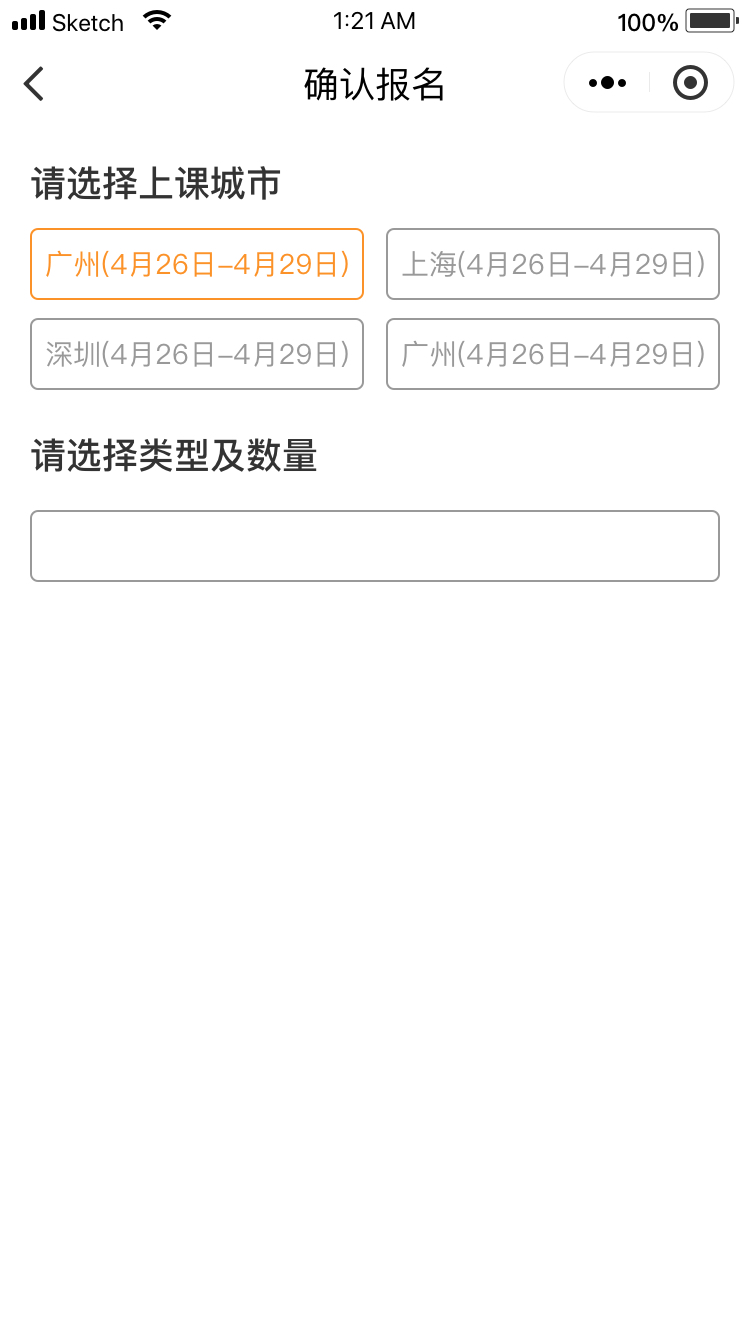 Sketch 1:21 AM 100%
确认报名
请选择上课城市
广州(4月26日-4月29日) 上海(4月26日-4月29日)
深圳(4月26日-4月29日) 广州(4月26日-4月29日)
请选择类型及数量